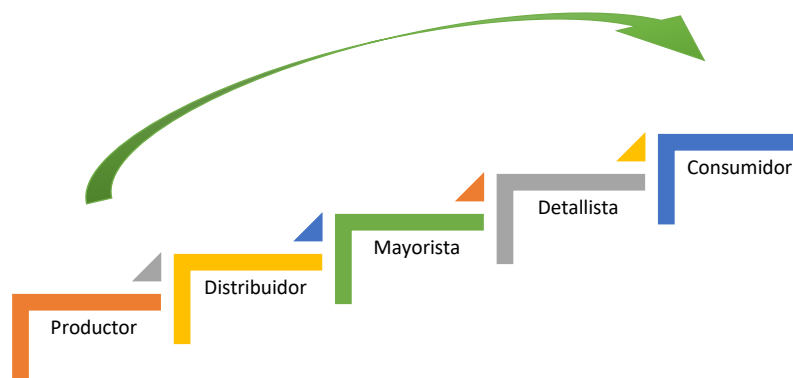 Productor
Distribuidor
Mayorista
Detallista
Consumidor